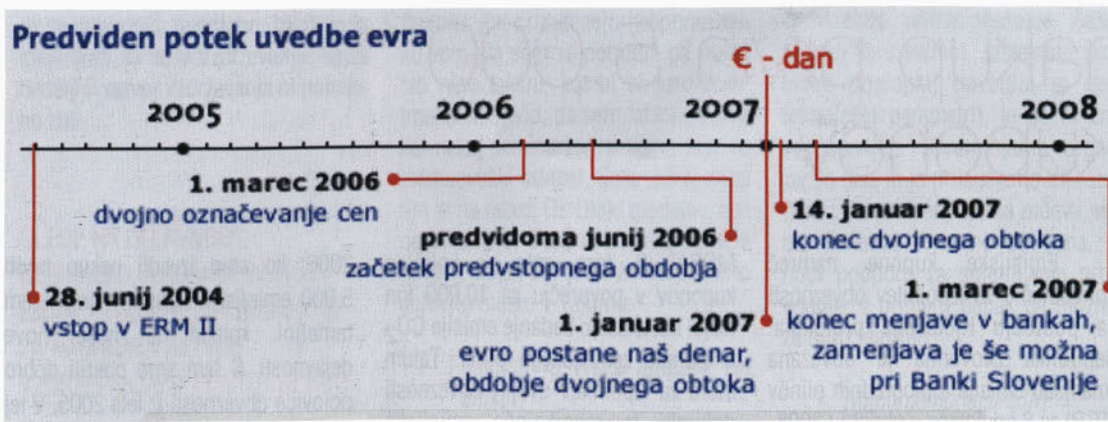 Predviden potek uvedbe evra
€ - dan
2005
2006
2007
2008
1. marec 2006
dvojno označevanje cen
14. januar 2007
konec dvojnega obtoka
predvidoma junij 2006
začetek predvstopnega obdobja
28. junij 2004
vstop v ERM II
1. marec 2007
konec menjave v bankah,
zamenjava je še možna
pri Banki Slovenije
1. januar 2007
evro postane naš denar,
obdobje dvojnega obtoka